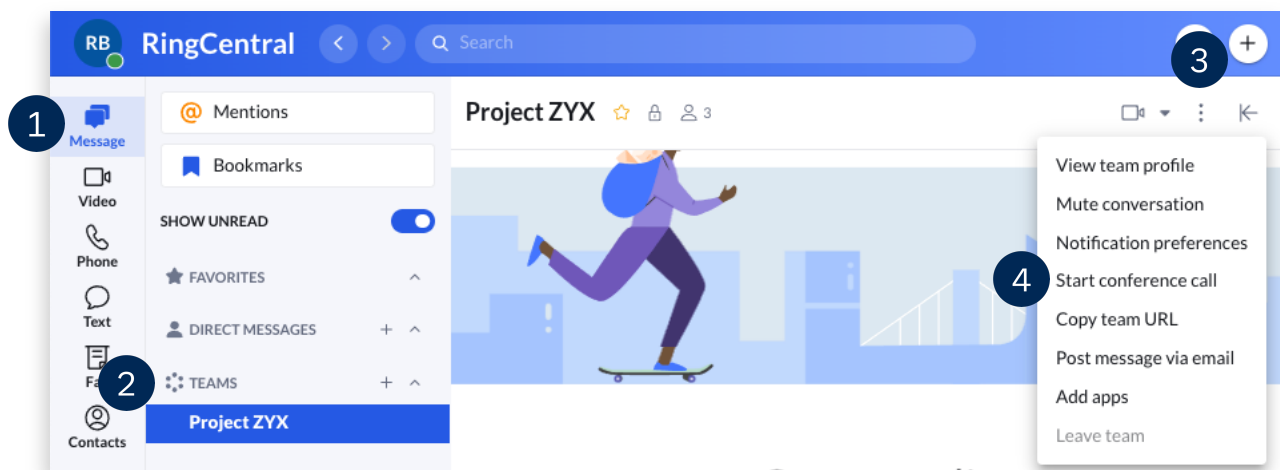 RB RingCentral Search
3
1
Message
Video
Phone
Text
Fa
2
Contacts
Mentions
Bookmarks
SHOW UNREAD
FAVORITES
DIRECT MESSAGES
TEAMS
Project ZYX
Project ZYX 3
View team profile
Mute conversation
Notification preferences
4
Start conference call
Copy team URL
Post message via email
Add apps
Leave team